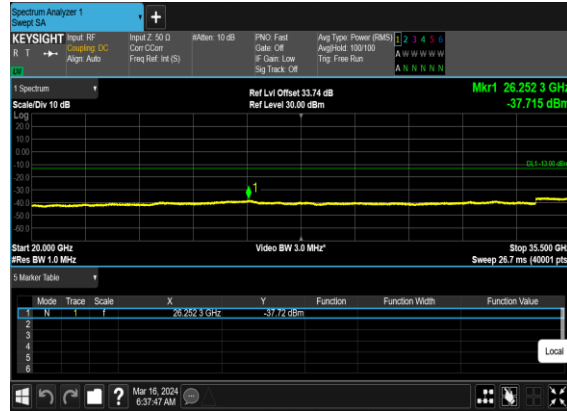 Spectrum Analyzer 1
Swept SA
+
KEYSIGHT Input: RF Input Z: 50 Ω #Atten: 10 dB PNO: Fast Avg Type: Power (RMS) 1 2 3 4 5 6
R T Coupling: DC Corr CCorr Gate: Off Avg|Hold: 100/100 A W W W W W
Align: Auto Freq Ref: Int (S) IF Gain: Low Trig: Free Run
Sig Track: Off A N N N N N
1 Spectrum Ref Lvl Offset 33.74 dB Mkr1 26.252 3 GHz
Scale/Div 10 dB Ref Level 30.00 dBm -37.715 dBm
Log
20.0
10.0
0.00
-10.0
DL1 -13.00 dBm
-20.0
-30.0
1
-40.0
-50.0
-60.0
Start 20.000 GHz Video BW 3.0 MHz* Stop 35.500 GHz
#Res BW 1.0 MHz Sweep 26.7 ms (40001 pts)
5 Marker Table
Mode Trace Scale X Y Function Function Width Function Value
1 N 1 f 26.252 3 GHz -37.72 dBm
2
3
4
5
6
Local
? Mar 16, 2024
6:37:47 AM